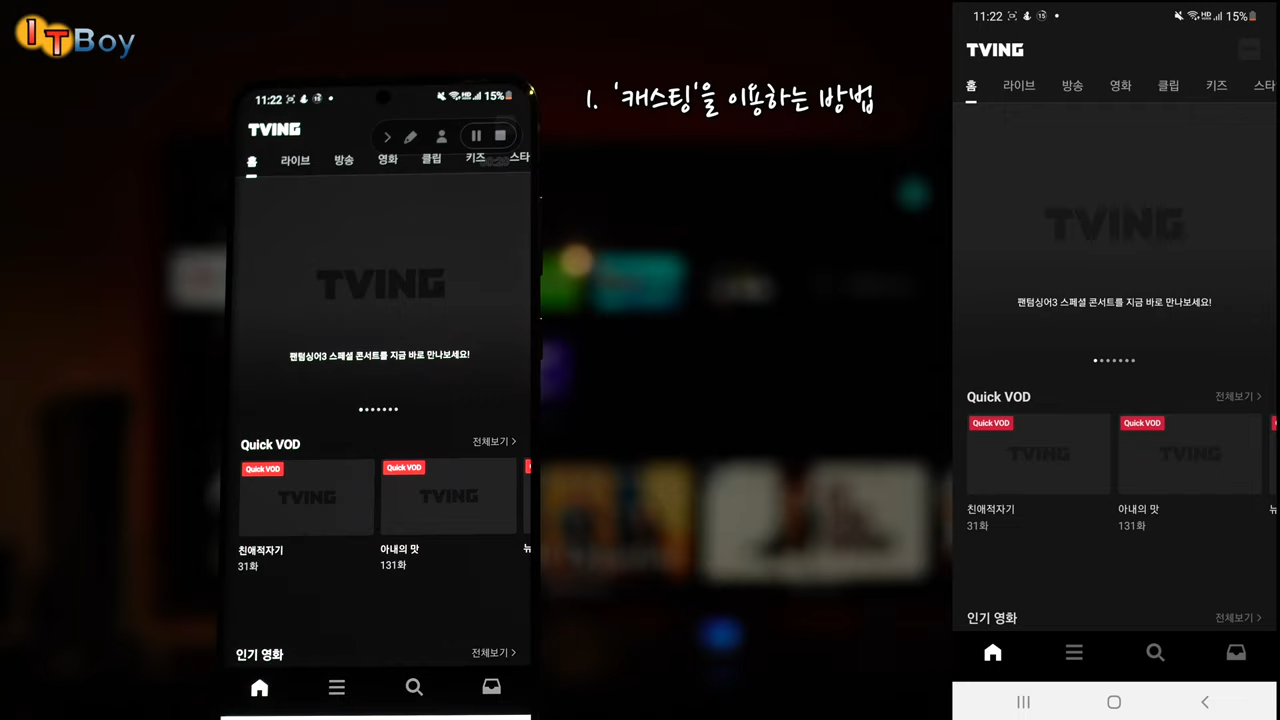 ITBoy
1. '캐스팅'을 이용하는 방법
11:22 15 15%
TVING
홈 라이브 방송 영화 클립 키즈 스타
TVING
팬텀싱어3 스페셜 콘서트를 지금 바로 만나보세요!
Quick VOD 전체보기 >
Quick VOD Quick VOD
TVING TVING
친애적자기 아내의 맛 뉴
31화 131화
인기 영화 전체보기 >
11:22 15 15%
TVING
홈 라이브 방송 영화 클립 키즈 스타
TVING
팬텀싱어3 스페셜 콘서트를 지금 바로 만나보세요!
Quick VOD 전체보기 >
Quick VOD Quick VOD
TVING TVING
친애적자기 아내의 맛 뉴
31화 131화
인기 영화 전체보기 >